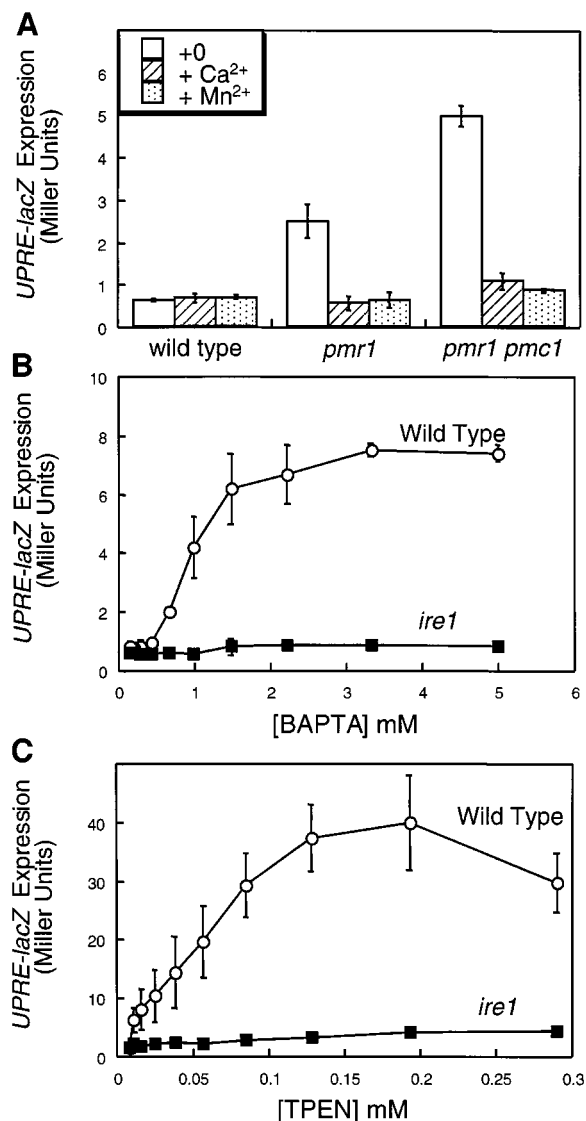 A
+0
+ Ca²⁺
+ Mn²⁺
UPRE-lacZ Expression
(Miller Units)
7
6
5
4
3
2
1
0
wild type
pmr1
pmr1 pmc1
B
UPRE-lacZ Expression
(Miller Units)
10
8
6
4
2
0
Wild Type
ire1
0
1
2
3
4
5
6
[BAPTA] mM
C
UPRE-lacZ Expression
(Miller Units)
40
30
20
10
0
Wild Type
ire1
0
0.05
0.1
0.15
0.2
0.25
0.3
[TPEN] mM